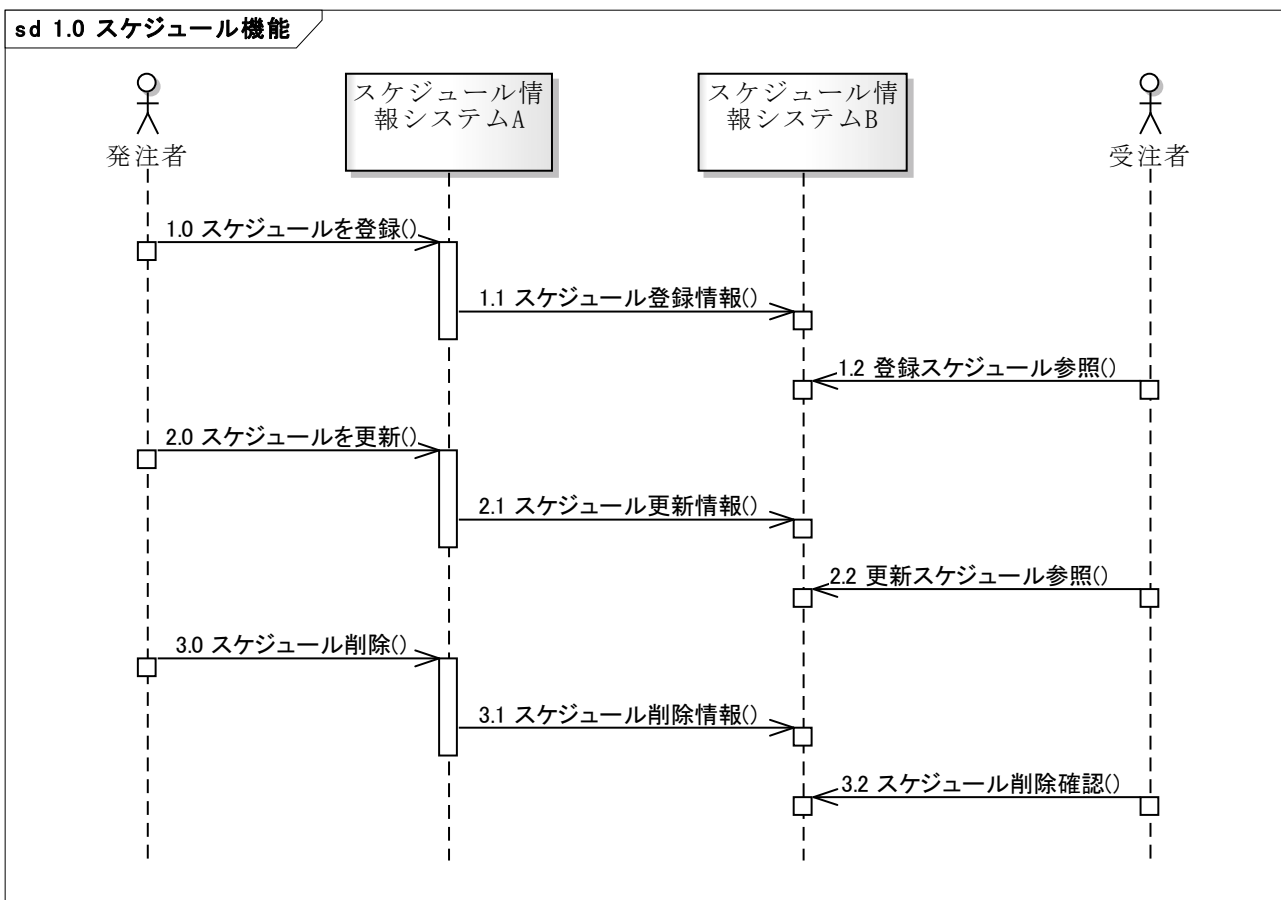 sd 1.0 スケジュール機能
発注者
スケジュール情
報システムA
スケジュール情
報システムB
受注者
1.0 スケジュールを登録()
1.1 スケジュール登録情報()
1.2 登録スケジュール参照()
2.0 スケジュールを更新()
2.1 スケジュール更新情報()
2.2 更新スケジュール参照()
3.0 スケジュール削除()
3.1 スケジュール削除情報()
3.2 スケジュール削除確認()